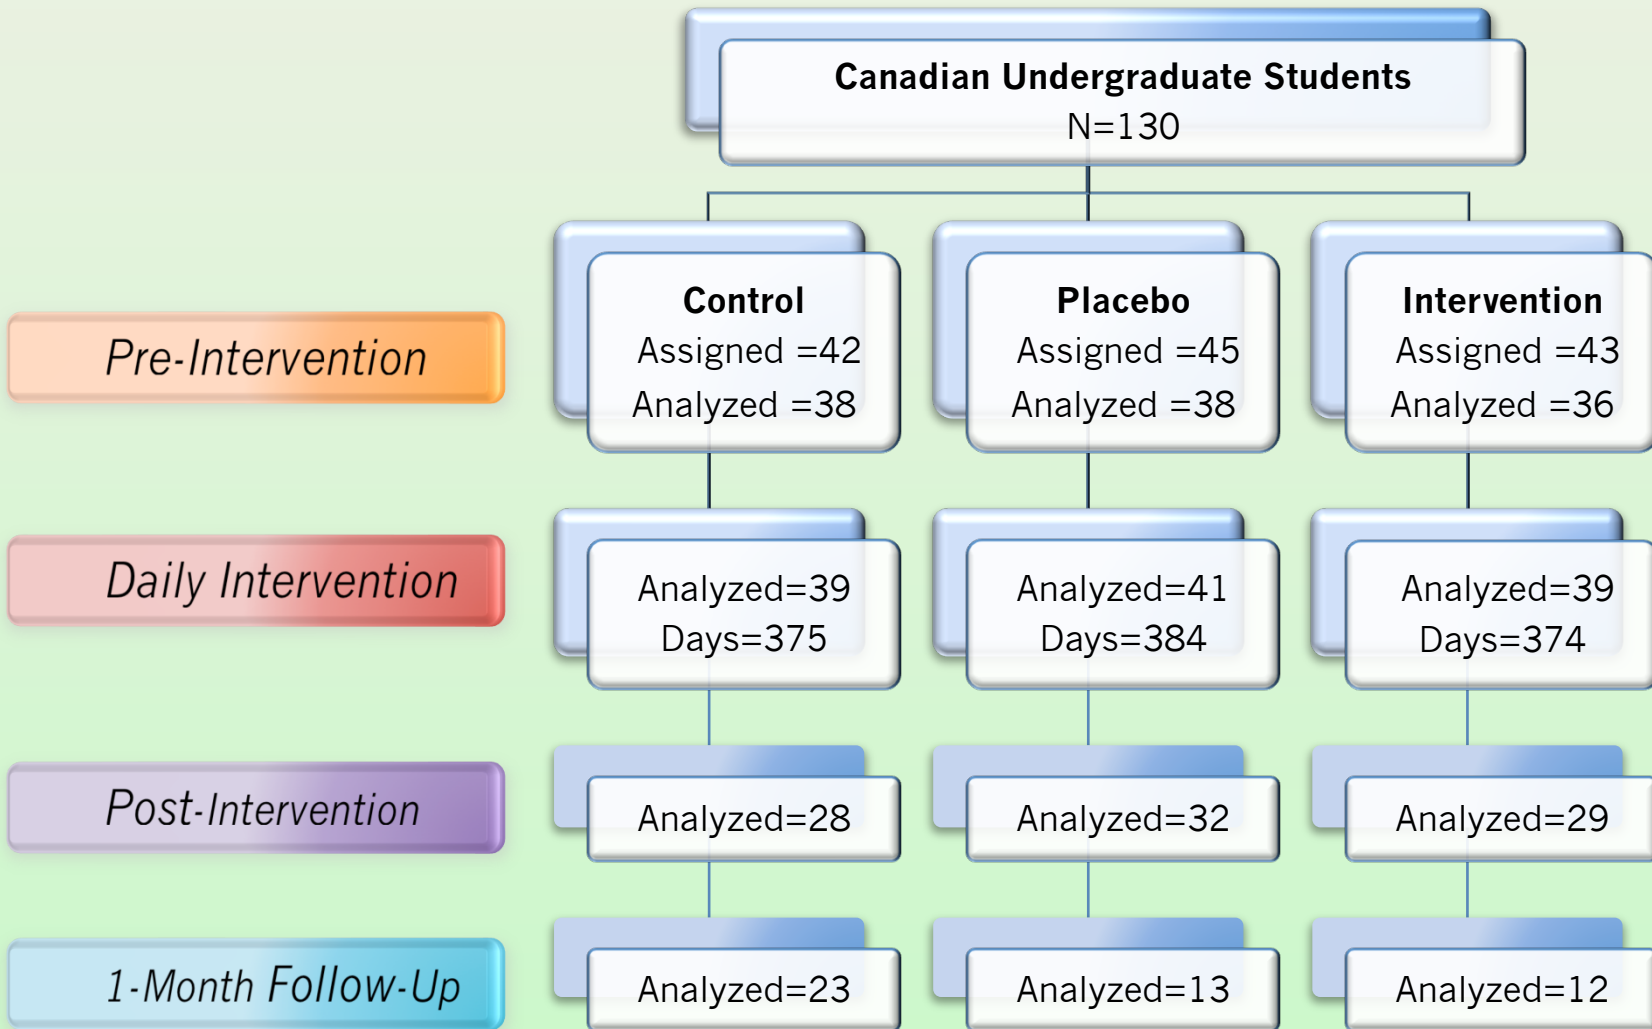 Canadian Undergraduate Students
N=130
Pre-Intervention
Control
Assigned =42
Analyzed =38
Placebo
Assigned =45
Analyzed =38
Intervention
Assigned =43
Analyzed =36
Daily Intervention
Analyzed=39
Days=375
Analyzed=41
Days=384
Analyzed=39
Days=374
Post-Intervention
Analyzed=28
Analyzed=32
Analyzed=29
1-Month Follow-Up
Analyzed=23
Analyzed=13
Analyzed=12